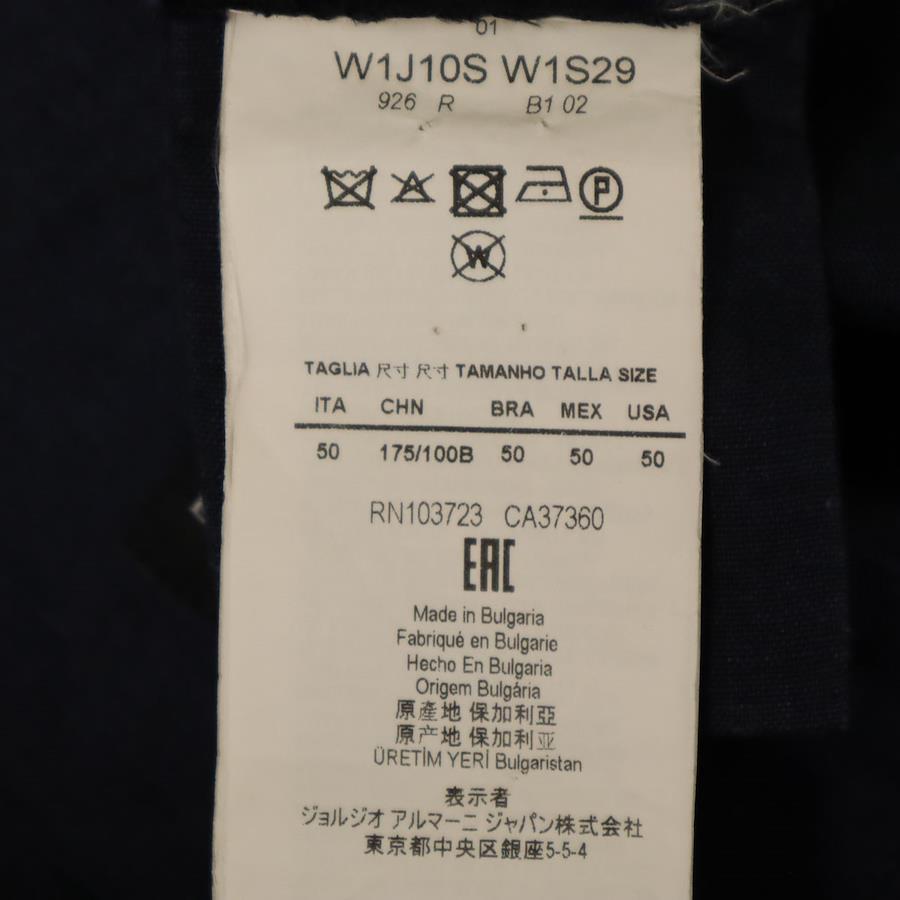 01
W1J10S W1S29
926 R B1 02
P
W
TAGLIA 尺寸 尺寸 TAMANHO TALLA SIZE
ITA CHN BRA MEX USA
50 175/100B 50 50 50
RN103723 CA37360
EAC
Made in Bulgaria
Fabriqué en Bulgarie
Hecho En Bulgaria
Origem Bulgária
原產地 保加利亞
原产地 保加利亚
ÜRETİM YERİ Bulgaristan
表示者
ジョルジオ アルマーニ ジャパン株式会社
東京都中央区銀座5-5-4